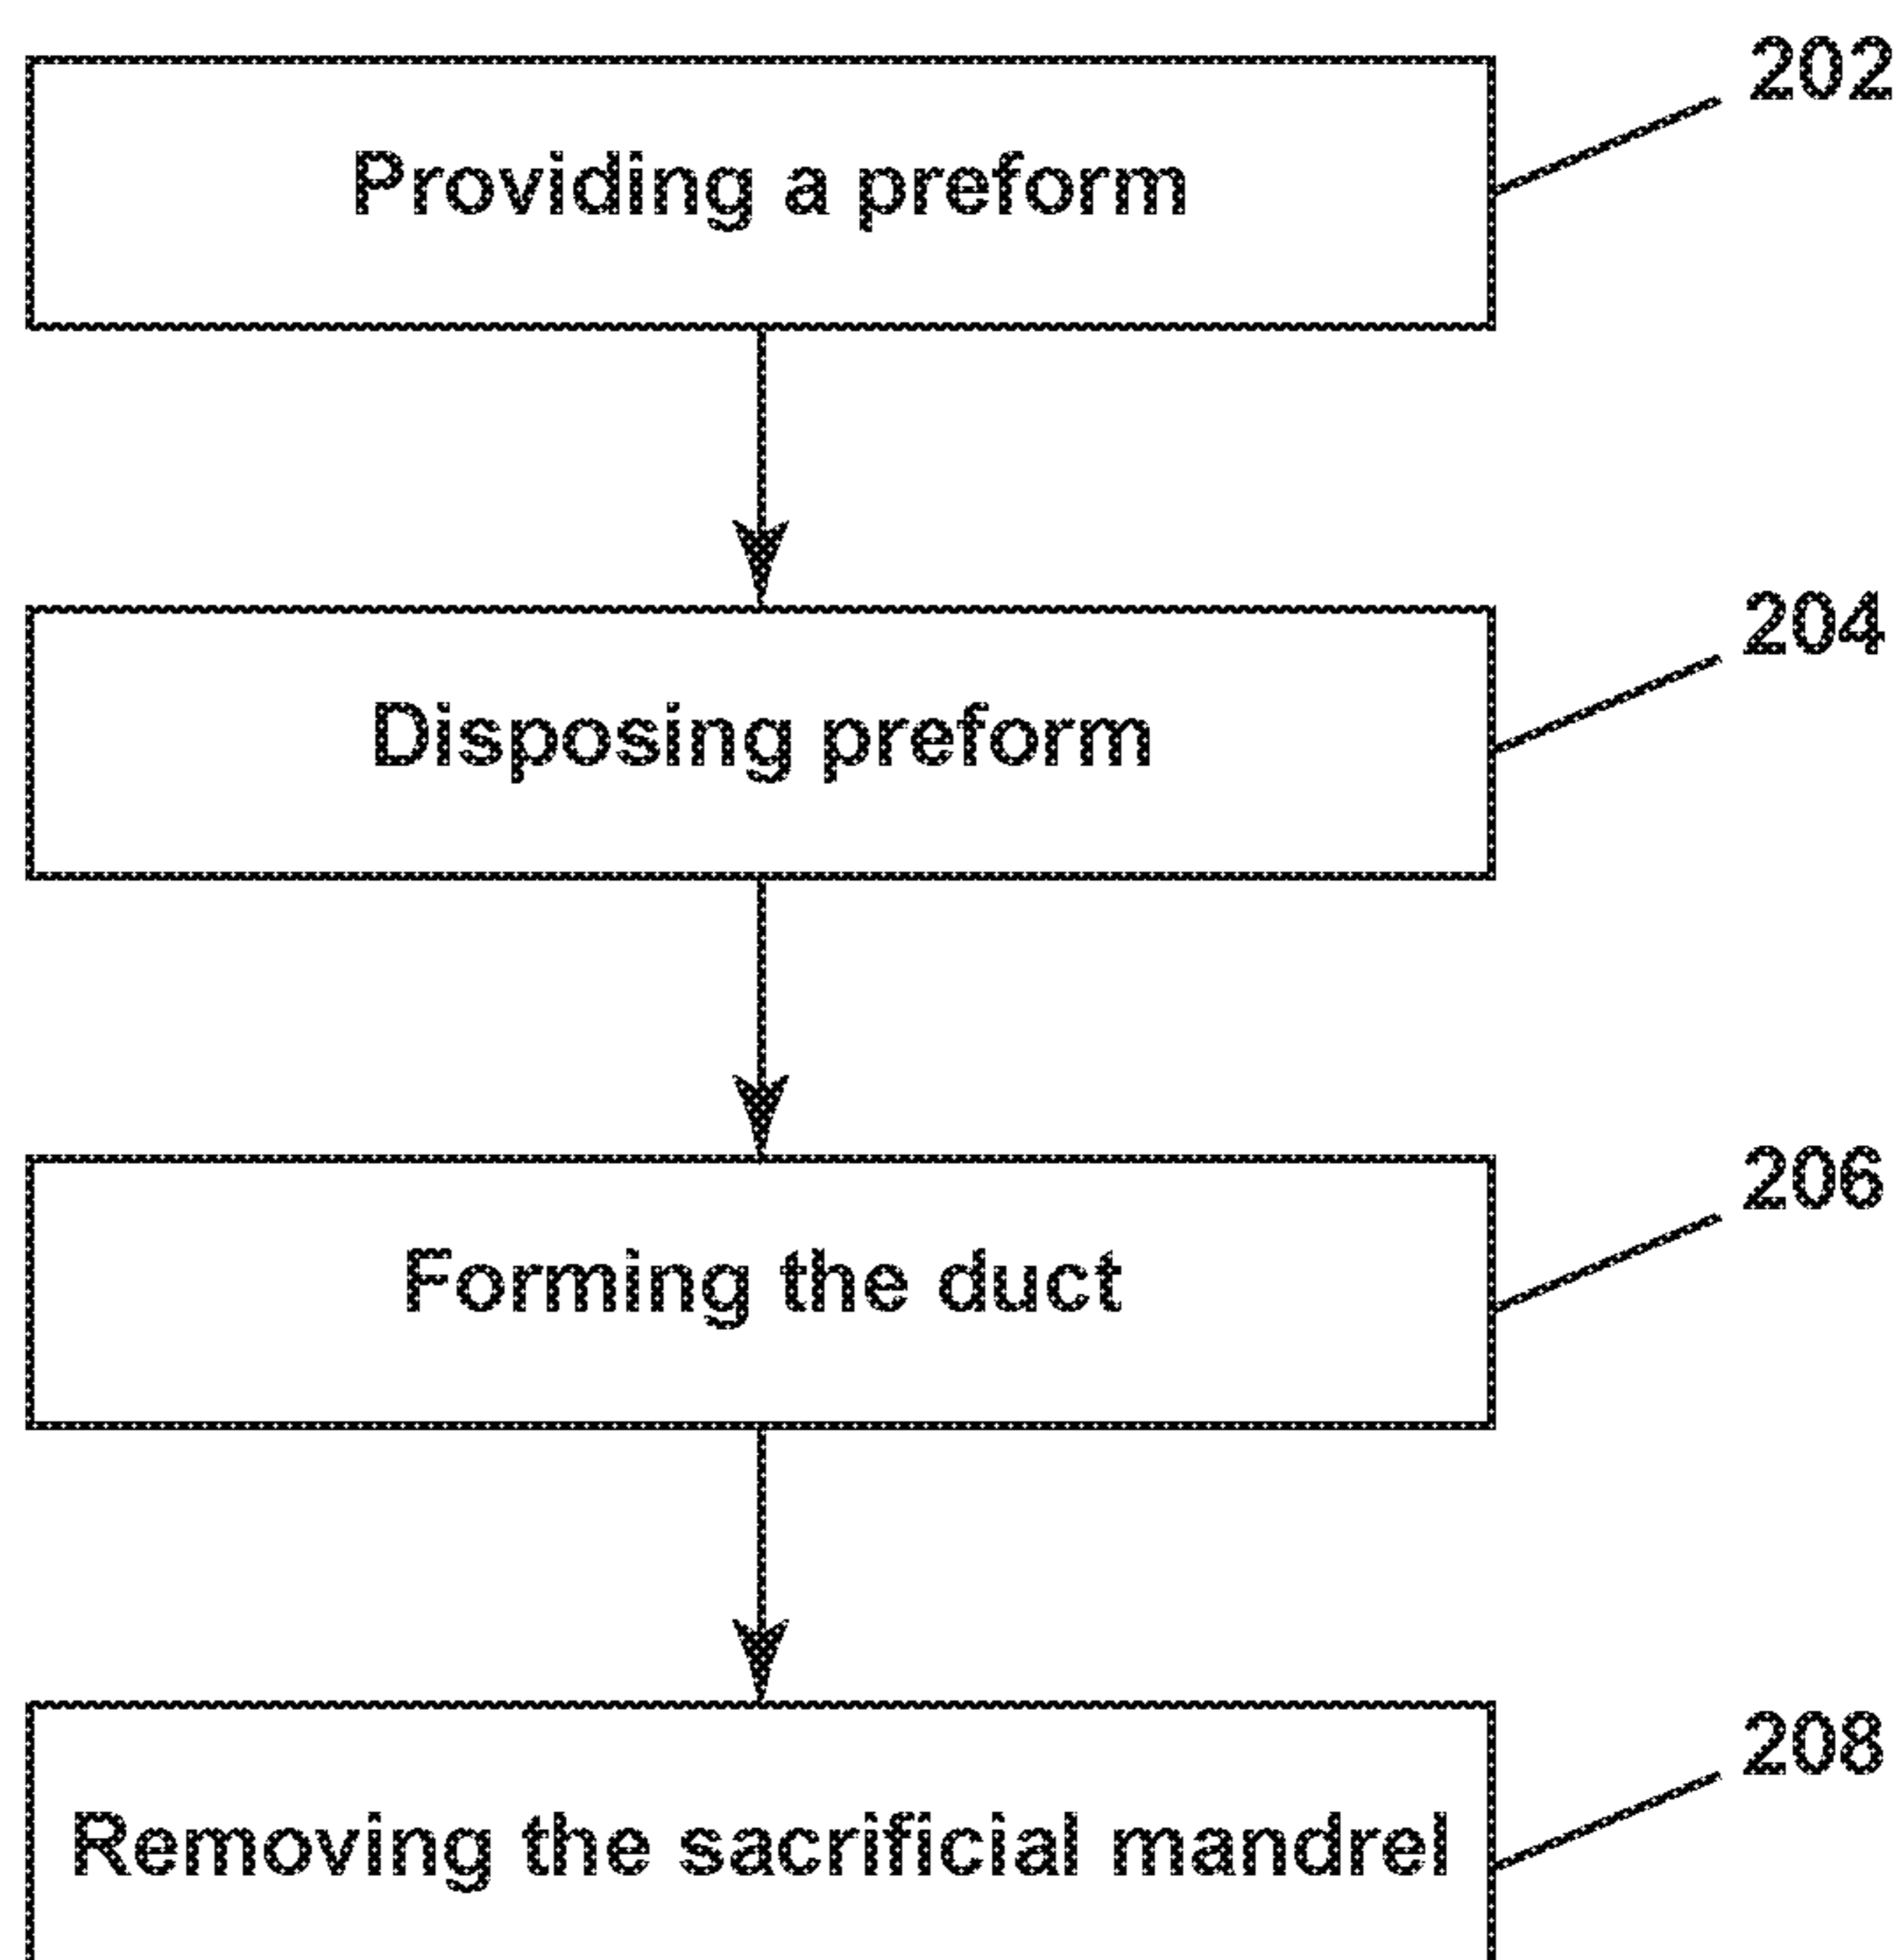 202
Providing a preform
204
Disposing preform
206
Forming the duct
208
Removing the sacrificial mandrel